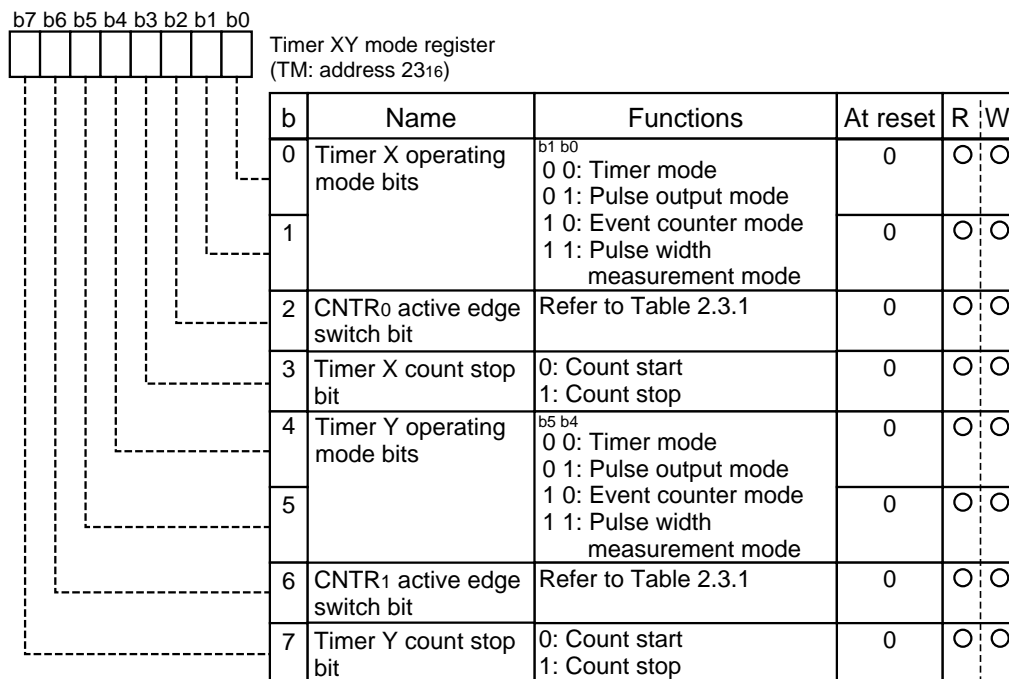 b7 b6 b5 b4 b3 b2 b1 b0
Timer XY mode register
(TM: address 2316)
b Name Functions At reset R W
0 Timer X operating mode bits
b1 b0
0 0: Timer mode
0 1: Pulse output mode
1 0: Event counter mode
1 1: Pulse width
measurement mode
0 ○ ○
1
0 ○ ○
2 CNTR0 active edge switch bit
Refer to Table 2.3.1
0 ○ ○
3 Timer X count stop bit
0: Count start
1: Count stop
0 ○ ○
4 Timer Y operating mode bits
b5 b4
0 0: Timer mode
0 1: Pulse output mode
1 0: Event counter mode
1 1: Pulse width
measurement mode
0 ○ ○
5
0 ○ ○
6 CNTR1 active edge switch bit
Refer to Table 2.3.1
0 ○ ○
7 Timer Y count stop bit
0: Count start
1: Count stop
0 ○ ○